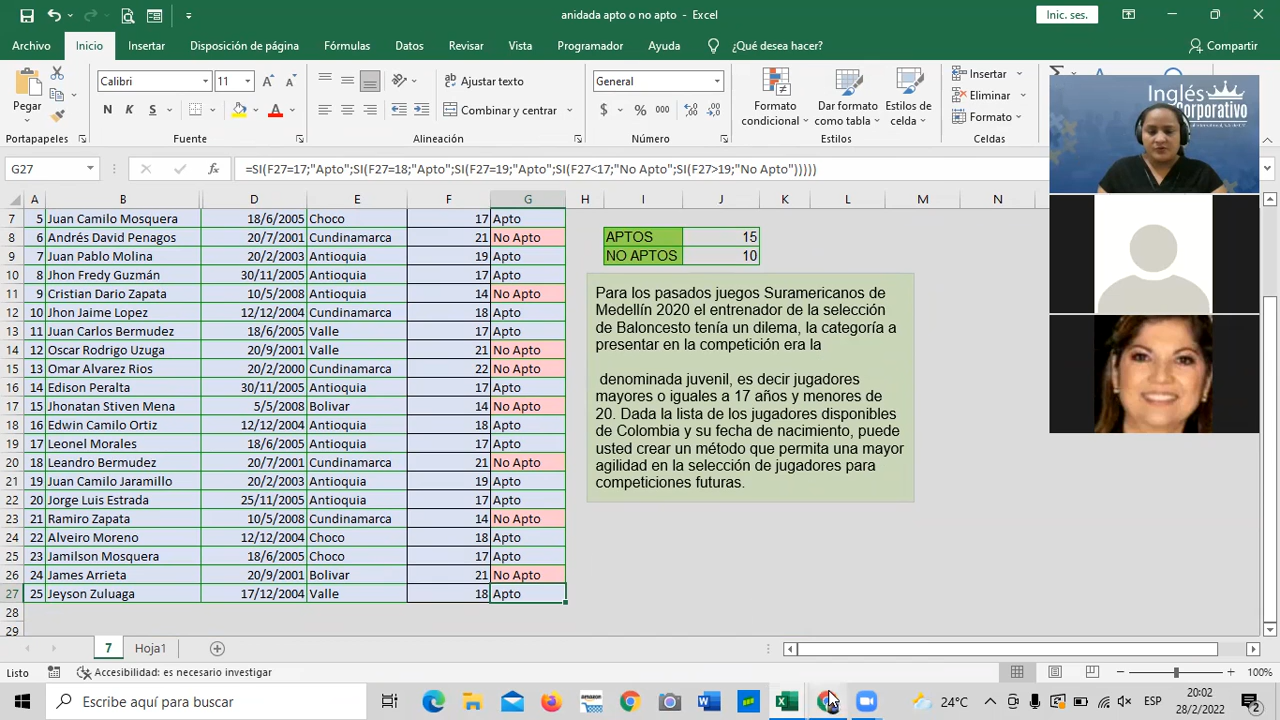 anidada apto o no apto - Excel
Inic. ses.
Archivo Inicio Insertar Disposición de página Fórmulas Datos Revisar Vista Programador Ayuda ¿Qué desea hacer? Compartir
Pegar
Calibri 11
N K S
Ajustar texto
Combinar y centrar
General
$ % 000
Formato condicional
Dar formato como tabla
Estilos de celda
Insertar
Eliminar
Formato
Portapapeles Fuente Alineación Número Estilos Celdas
Inglés
Corporativo
G27 =SI(F27=17;"Apto";SI(F27=18;"Apto";SI(F27=19;"Apto";SI(F27<17;"No Apto";SI(F27>19;"No Apto")))))
A B D E F G H I J K L M N
7 5 Juan Camilo Mosquera 18/6/2005 Choco 17 Apto
8 6 Andrés David Penagos 20/7/2001 Cundinamarca 21 No Apto
9 7 Juan Pablo Molina 20/2/2003 Antioquia 19 Apto
10 8 Jhon Fredy Guzmán 30/11/2005 Antioquia 17 Apto
11 9 Cristian Dario Zapata 10/5/2008 Antioquia 14 No Apto
12 10 Jhon Jaime Lopez 12/12/2004 Cundinamarca 18 Apto
13 11 Juan Carlos Bermudez 18/6/2005 Valle 17 Apto
14 12 Oscar Rodrigo Uzuga 20/9/2001 Valle 21 No Apto
15 13 Omar Alvarez Rios 20/2/2000 Cundinamarca 22 No Apto
16 14 Edison Peralta 30/11/2005 Antioquia 17 Apto
17 15 Jhonatan Stiven Mena 5/5/2008 Bolivar 14 No Apto
18 16 Edwin Camilo Ortiz 12/12/2004 Antioquia 18 Apto
19 17 Leonel Morales 18/6/2005 Antioquia 17 Apto
20 18 Leandro Bermudez 20/7/2001 Cundinamarca 21 No Apto
21 19 Juan Camilo Jaramillo 20/2/2003 Antioquia 19 Apto
22 20 Jorge Luis Estrada 25/11/2005 Antioquia 17 Apto
23 21 Ramiro Zapata 10/5/2008 Cundinamarca 14 No Apto
24 22 Alveiro Moreno 12/12/2004 Choco 18 Apto
25 23 Jamilson Mosquera 18/6/2005 Choco 17 Apto
26 24 James Arrieta 20/9/2001 Bolivar 21 No Apto
27 25 Jeyson Zuluaga 17/12/2004 Valle 18 Apto
28
29
APTOS 15
NO APTOS 10
Para los pasados juegos Suramericanos de
Medellín 2020 el entrenador de la selección
de Baloncesto tenía un dilema, la categoría a
presentar en la competición era la
denominada juvenil, es decir jugadores
mayores o iguales a 17 años y menores de
20. Dada la lista de los jugadores disponibles
de Colombia y su fecha de nacimiento, puede
usted crear un método que permita una mayor
agilidad en la selección de jugadores para
competiciones futuras.
7 Hoja1
Listo Accesibilidad: es necesario investigar 100%
Escribe aquí para buscar
amazon
24°C
ESP
20:02
28/2/2022
2